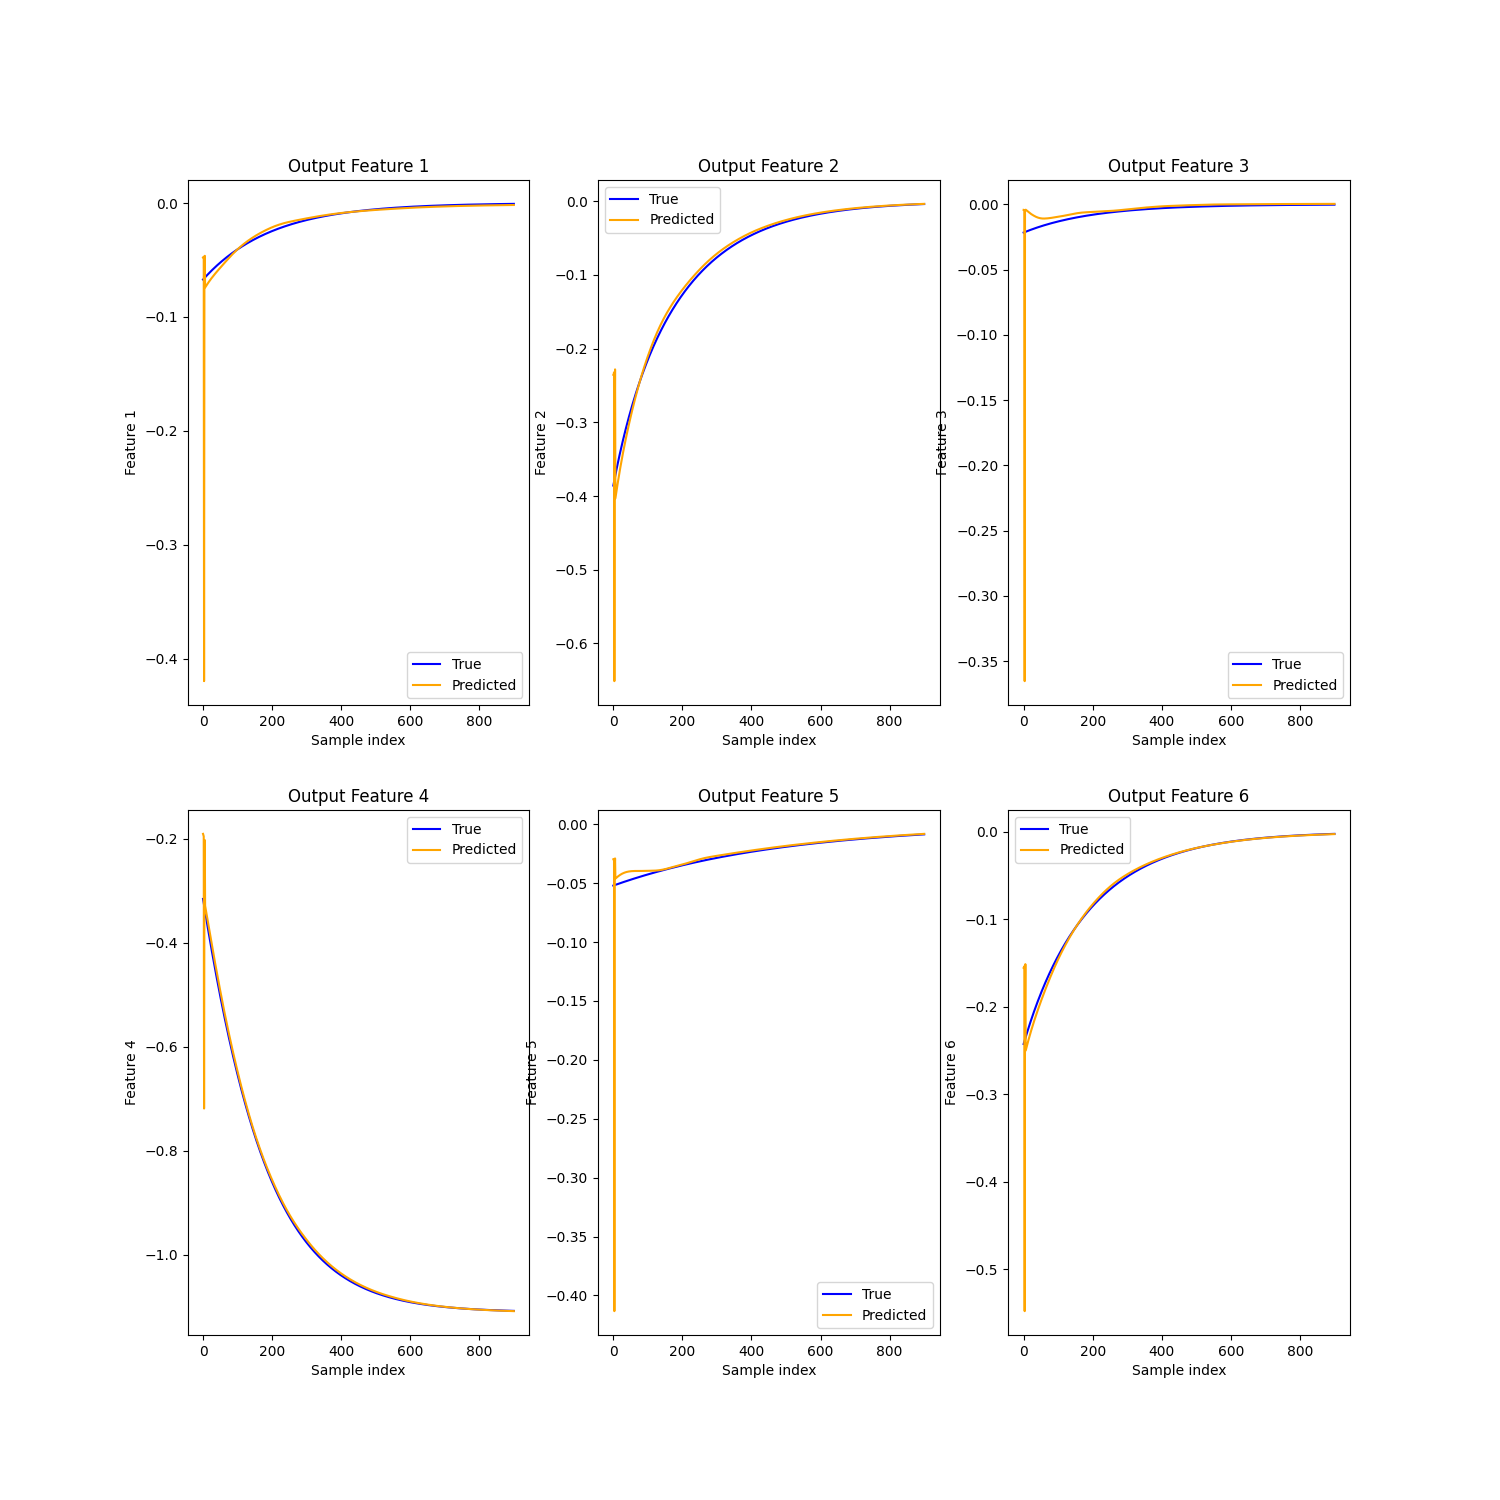 Output Feature 1
Feature 1
0.0
−0.1
−0.2
−0.3
−0.4
True
Predicted
0
200
400
600
800
Sample index
Output Feature 2
Feature 2
0.0
−0.1
−0.2
−0.3
−0.4
−0.5
−0.6
True
Predicted
0
200
400
600
800
Sample index
Output Feature 3
Feature 3
0.00
−0.05
−0.10
−0.15
−0.20
−0.25
−0.30
−0.35
True
Predicted
0
200
400
600
800
Sample index
Output Feature 4
Feature 4
−0.2
−0.4
−0.6
−0.8
−1.0
True
Predicted
0
200
400
600
800
Sample index
Output Feature 5
Feature 5
0.00
−0.05
−0.10
−0.15
−0.20
−0.25
−0.30
−0.35
−0.40
True
Predicted
0
200
400
600
800
Sample index
Output Feature 6
Feature 6
0.0
−0.1
−0.2
−0.3
−0.4
−0.5
True
Predicted
0
200
400
600
800
Sample index